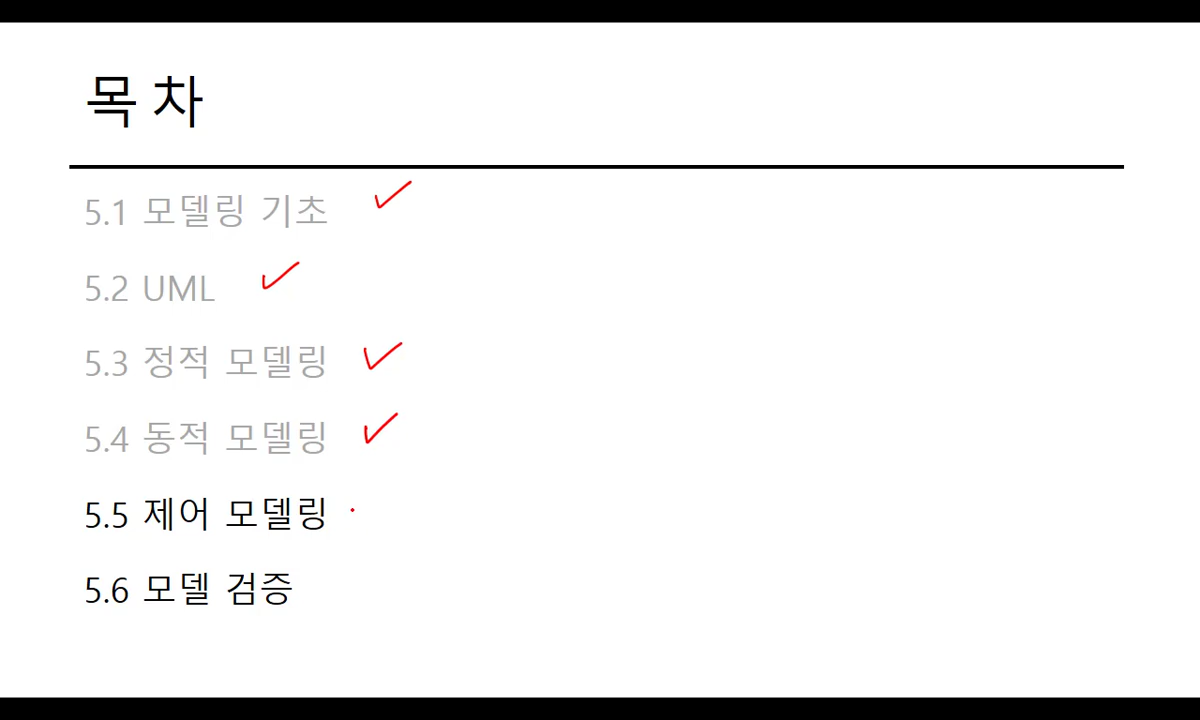 목 차
5.1 모델링 기초
5.2 UML
5.3 정적 모델링
5.4 동적 모델링
5.5 제어 모델링
5.6 모델 검증